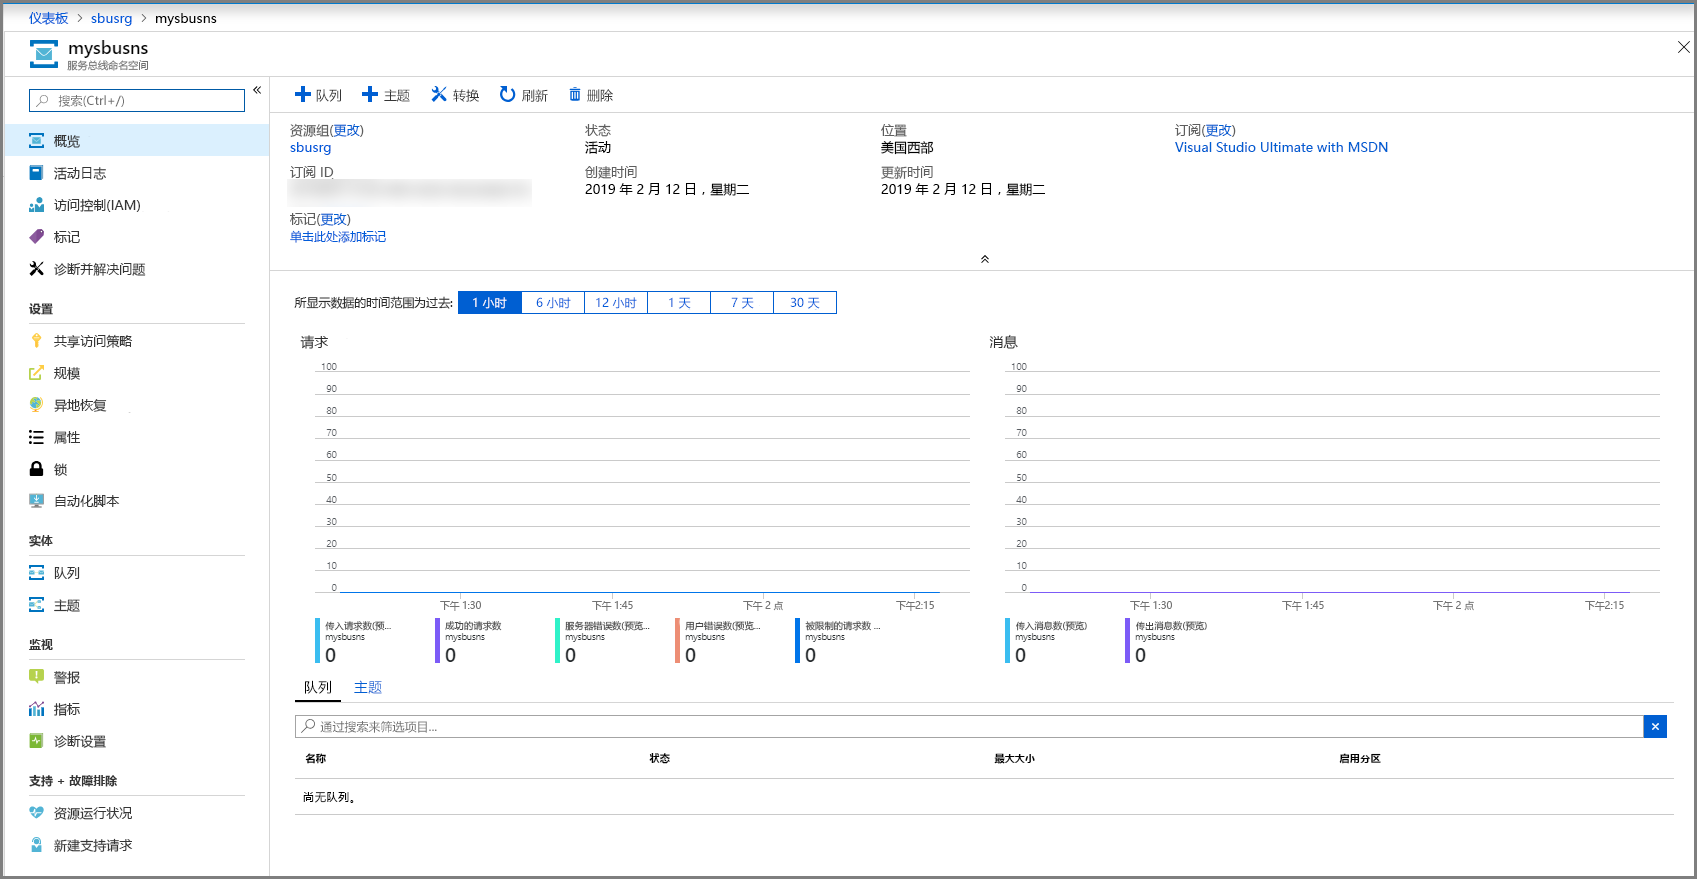 仪表板 > sbusrg > mysbusns
mysbusns
服务总线命名空间
搜索(Ctrl+/)
概览
活动日志
访问控制(IAM)
标记
诊断并解决问题
设置
共享访问策略
规模
异地恢复
属性
锁
自动化脚本
实体
队列
主题
监视
警报
指标
诊断设置
支持 + 故障排除
资源运行状况
新建支持请求
队列 主题 转换 刷新 删除
资源组(更改)
sbusrg
状态
活动
位置
美国西部
订阅(更改)
Visual Studio Ultimate with MSDN
订阅 ID
创建时间
2019 年 2 月 12 日，星期二
更新时间
2019 年 2 月 12 日，星期二
标记(更改)
单击此处添加标记
所显示数据的时间范围为过去: 1 小时 6 小时 12 小时 1 天 7 天 30 天
请求
100
90
80
70
60
50
40
30
20
10
0
下午 1:30 下午 1:45 下午 2 点 下午2:15
传入请求数(预览...
mysbusns
0
成功的请求数
mysbusns
0
服务器错误数(预览...
mysbusns
0
用户错误数(预览...
mysbusns
0
被限制的请求数 ...
mysbusns
0
消息
100
90
80
70
60
50
40
30
20
10
0
下午 1:30 下午 1:45 下午 2 点 下午2:15
传入消息数(预览)
mysbusns
0
传出消息数(预览)
mysbusns
0
队列 主题
通过搜索来筛选项目...
名称 状态 最大大小 启用分区
尚无队列。